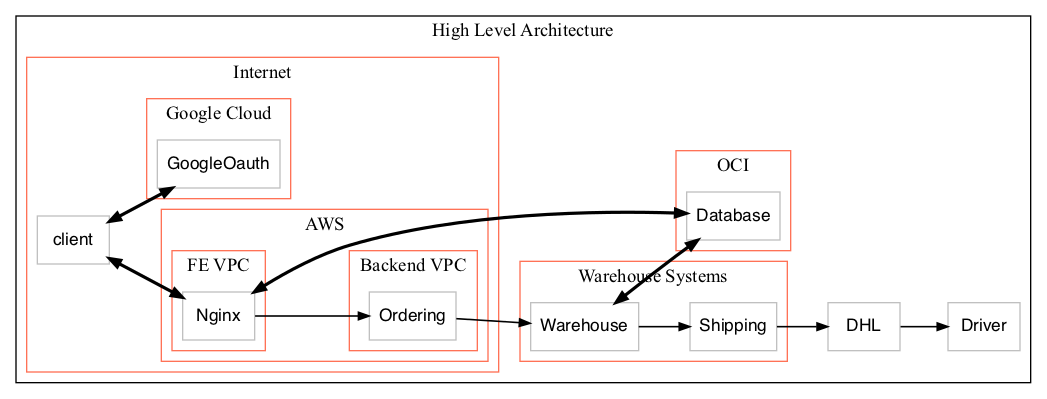 High Level Architecture
Internet
Google Cloud
GoogleOauth
client
AWS
FE VPC
Nginx
Backend VPC
Ordering
OCI
Database
Warehouse Systems
Warehouse
Shipping
DHL
Driver